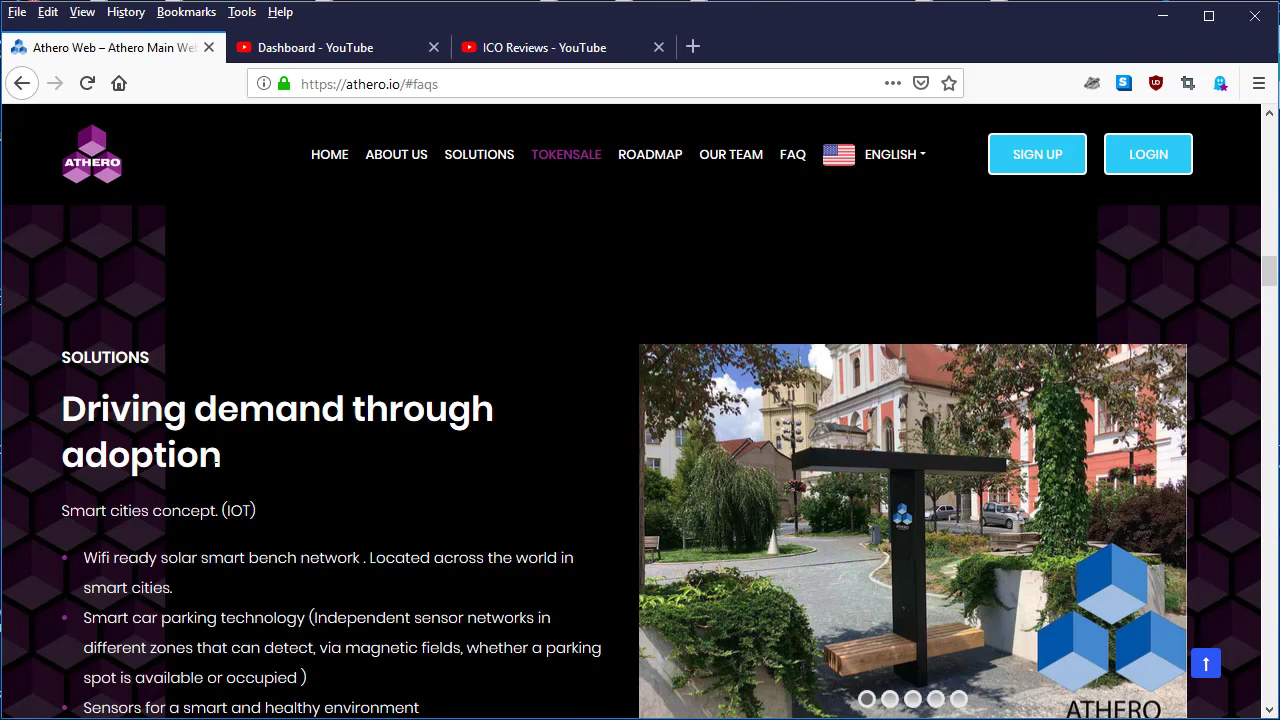 File Edit View History Bookmarks Tools Help
Athero Web – Athero Main We
Dashboard - YouTube
ICO Reviews - YouTube
https://athero.io/#faqs
ATHERO
HOME ABOUT US SOLUTIONS TOKENSALE ROADMAP OUR TEAM FAQ ENGLISH
SIGN UP
LOGIN
SOLUTIONS
Driving demand through
adoption
Smart cities concept. (IOT)
Wifi ready solar smart bench network . Located across the world in
smart cities.
Smart car parking technology (Independent sensor networks in
different zones that can detect, via magnetic fields, whether a parking
spot is available or occupied )
Sensors for a smart and healthy environment
ATHERO
ATHERO